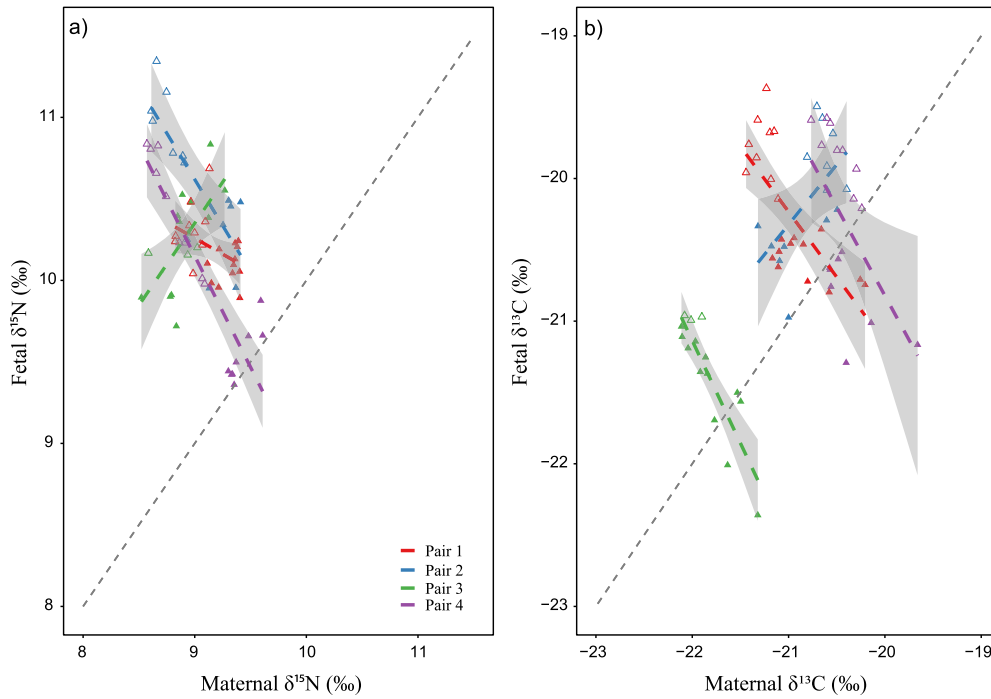 a)
Fetal δ¹⁵N (‰)
11
10
9
8
8 9 10 11
Maternal δ¹⁵N (‰)
Pair 1
Pair 2
Pair 3
Pair 4
b)
Fetal δ¹³C (‰)
−19
−20
−21
−22
−23
−23 −22 −21 −20 −19
Maternal δ¹³C (‰)